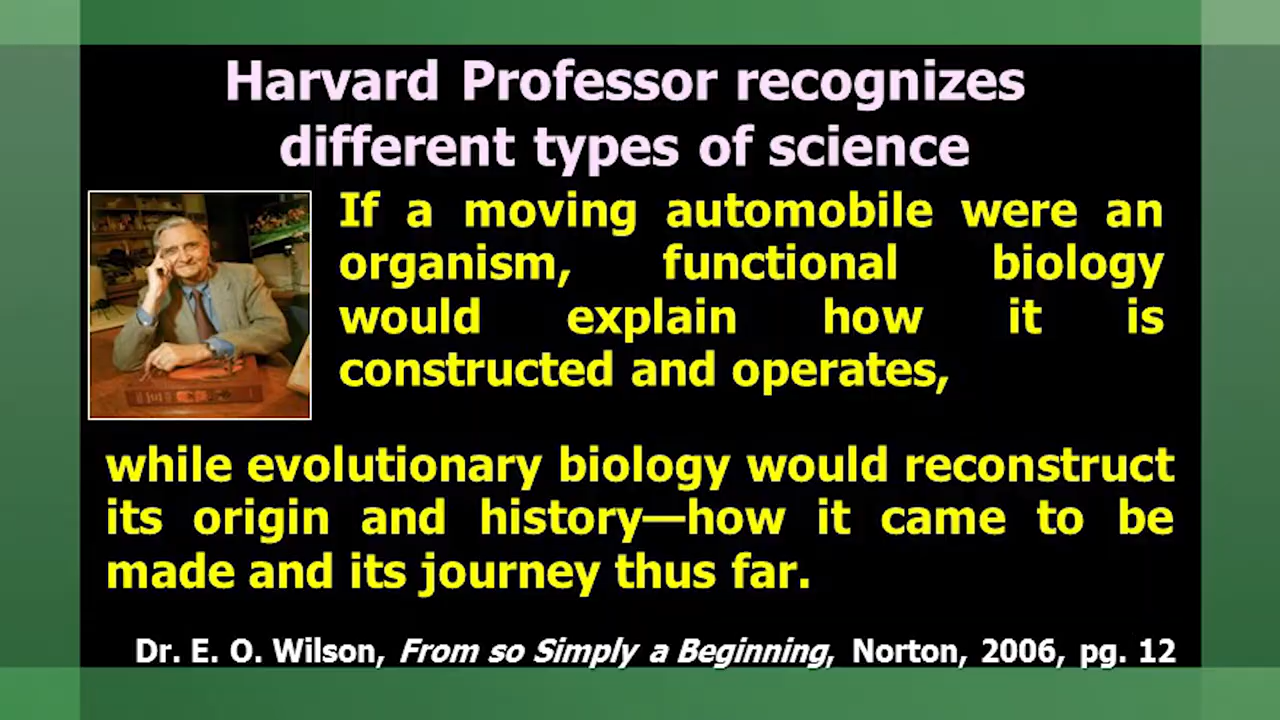 Harvard Professor recognizes
different types of science
If a moving automobile were an
organism, functional biology
would explain how it is
constructed and operates,
while evolutionary biology would reconstruct
its origin and history—how it came to be
made and its journey thus far.
Dr. E. O. Wilson, From so Simply a Beginning, Norton, 2006, pg. 12